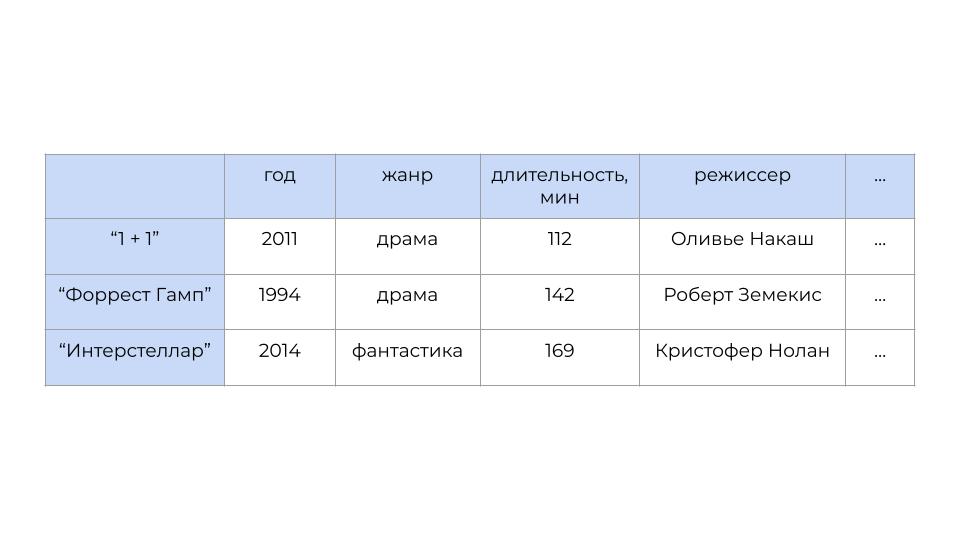 год жанр длительность, режиссер ...
мин
“1 + 1” 2011 драма 112 Оливье Накаш ...
“Форрест Гамп” 1994 драма 142 Роберт Земекис ...
“Интерстеллар” 2014 фантастика 169 Кристофер Нолан ...